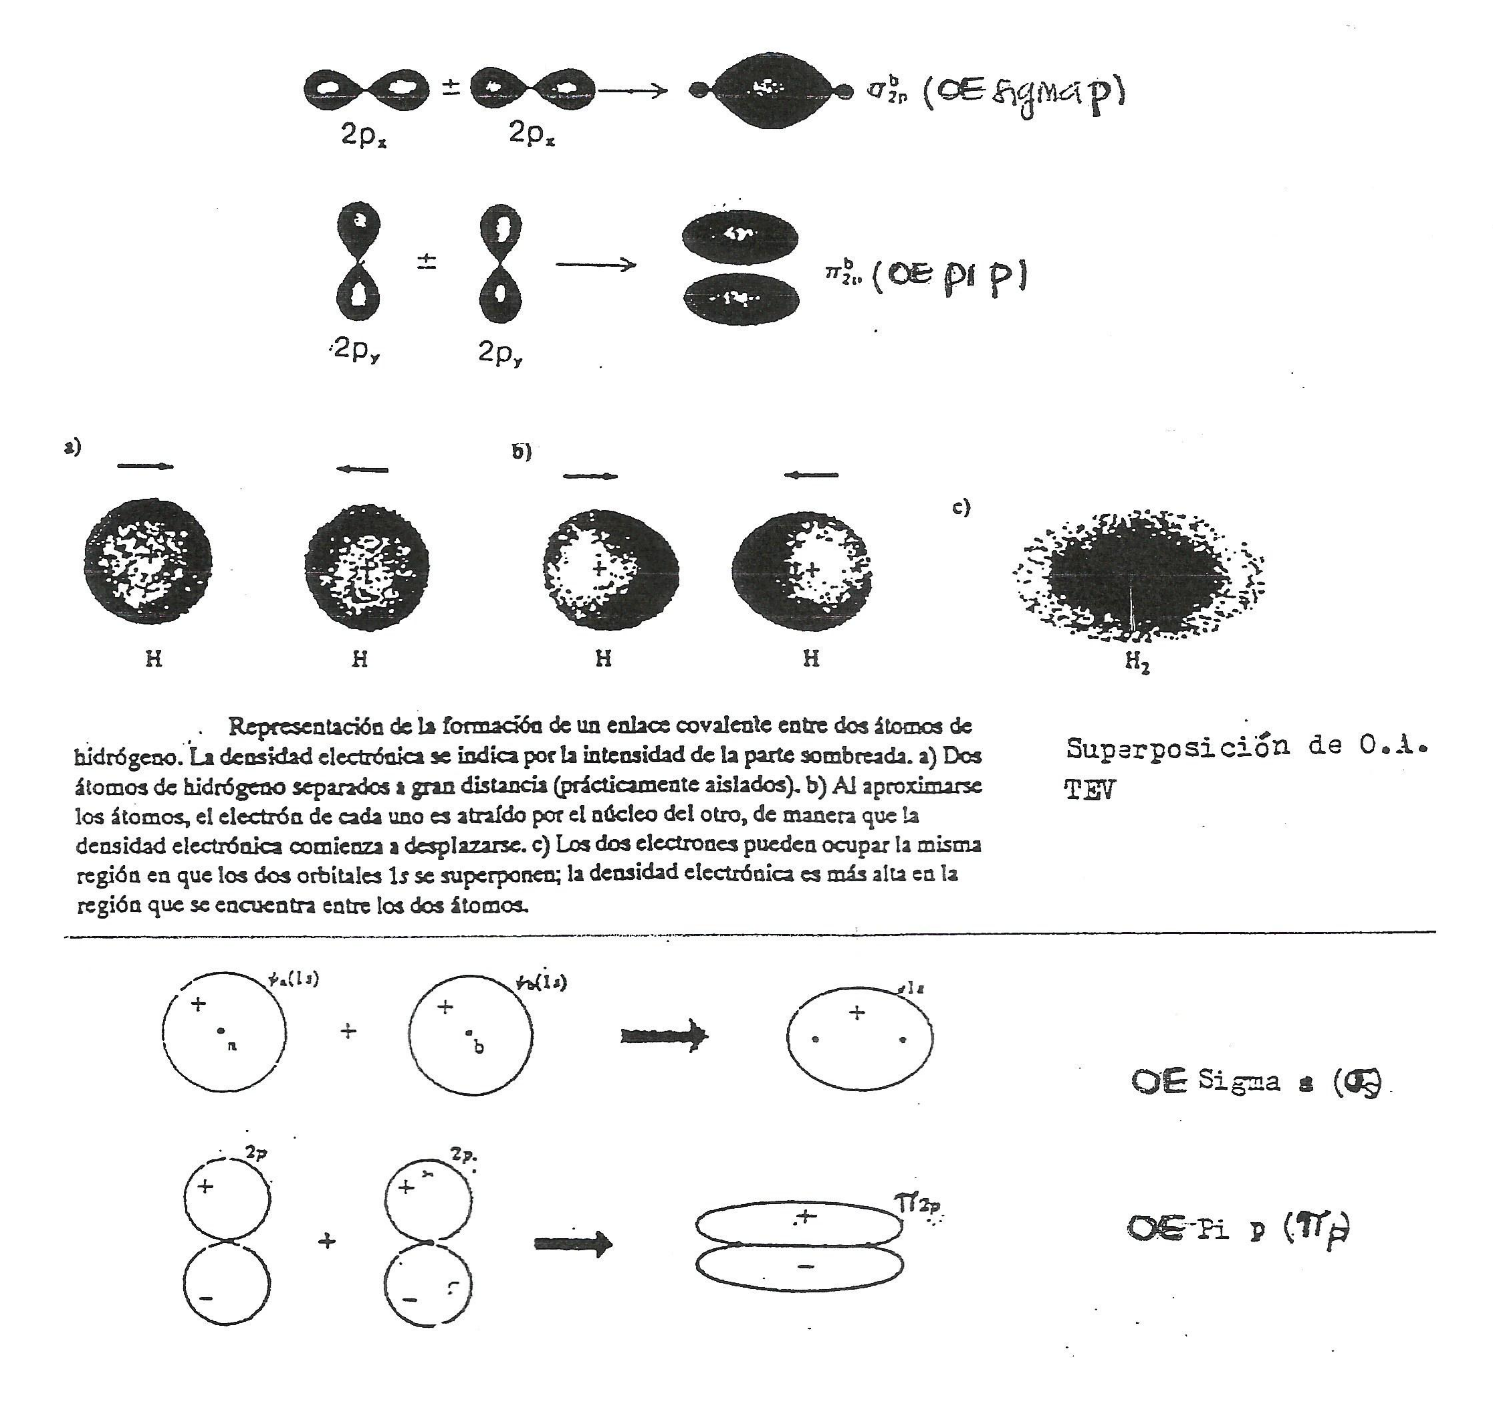 ± σᵇ₂ₚ (OE sigma p)
2pₓ 2pₓ
± πᵇ₂ₚ (OE pi p)
2pᵧ 2pᵧ
a) b) c)
+ + +
H H H H H₂
Representación de la formación de un enlace covalente entre dos átomos de
hidrógeno. La densidad electrónica se indica por la intensidad de la parte sombreada. a) Dos
átomos de hidrógeno separados a gran distancia (prácticamente aislados). b) Al aproximarse
los átomos, el electrón de cada uno es atraído por el núcleo del otro, de manera que la
densidad electrónica comienza a desplazarse. c) Los dos electrones pueden ocupar la misma
región en que los dos orbitales 1s se superponen; la densidad electrónica es más alta en la
región que se encuentra entre los dos átomos.
Superposición de O.A.
TEV
ψₐ(1s) ψb(1s)
+ + + +
b
OE Sigma s (σs)
2p 2p. π2p
+ + + +
- - -
OE Pi p (πp)